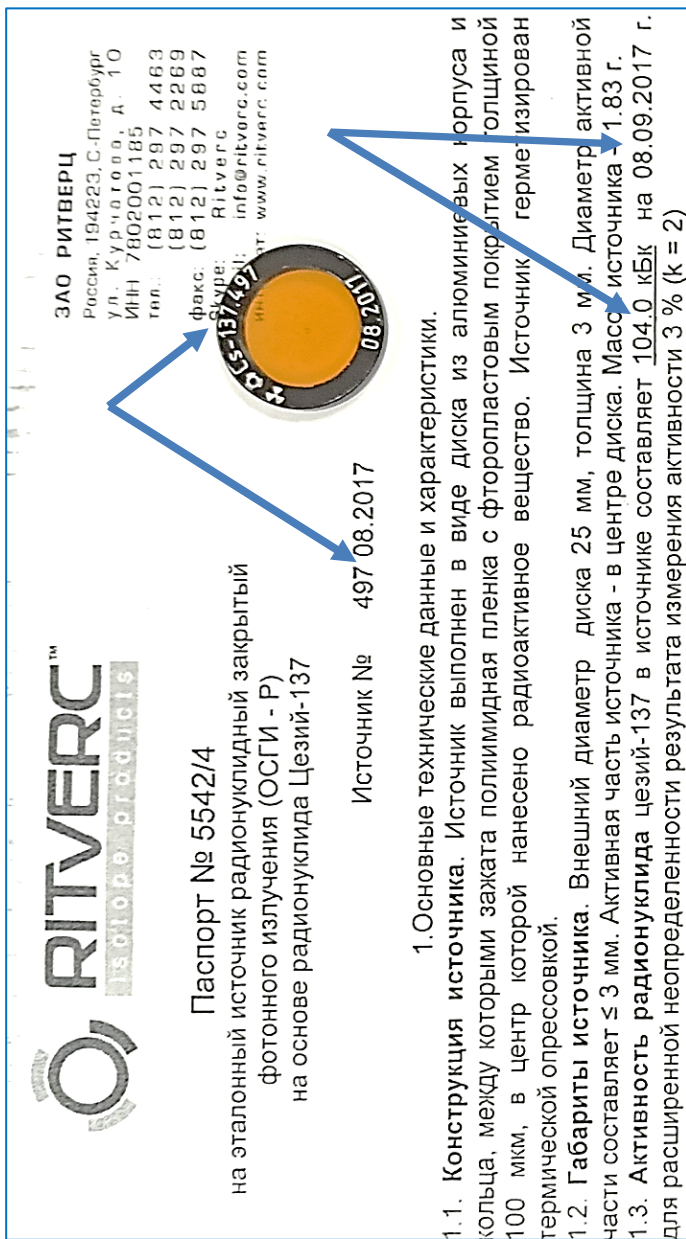 RITVERC™
isotope products
ЗАО РИТВЕРЦ
Россия, 194223, С-Петербург
ул. Курчатова, д. 10
ИНН 7802001185
тел.: (812) 297 4463
(812) 297 2269
факс: (812) 297 5887
Skype: Ritverc
info@ritverc.com
www.ritverc.com
Cs-137.497
08.2017
Паспорт № 5542/4
на эталонный источник радионуклидный закрытый
фотонного излучения (ОСГИ - Р)
на основе радионуклида Цезий-137
Источник № 497 08.2017
1.Основные технические данные и характеристики.
1.1. Конструкция источника. Источник выполнен в виде диска из алюминиевых корпуса и
кольца, между которыми зажата полиимидная пленка с фторопластовым покрытием толщиной
100 мкм, в центр которой нанесено радиоактивное вещество. Источник герметизирован
термической опрессовкой.
1.2. Габариты источника. Внешний диаметр диска 25 мм, толщина 3 мм. Диаметр активной
части составляет ≤ 3 мм. Активная часть источника - в центре диска. Масса источника - 1.83 г.
1.3. Активность радионуклида цезий-137 в источнике составляет 104.0 кБк на 08.09.2017 г.
для расширенной неопределенности результата измерения активности 3 % (k = 2)